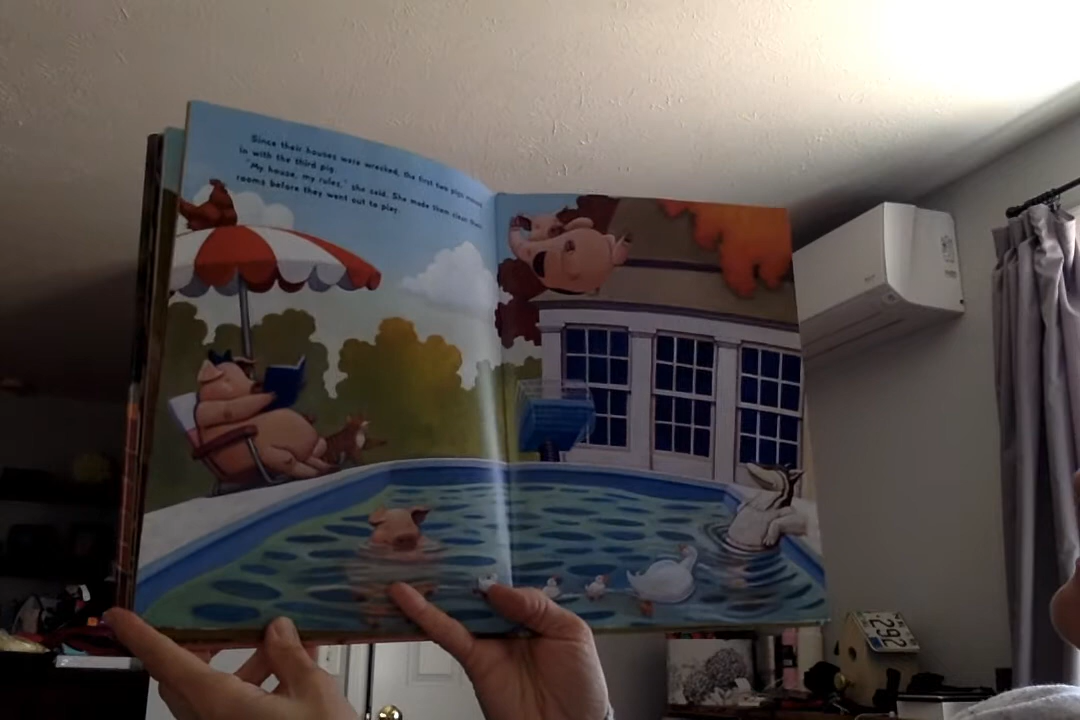 Since their houses were wrecked, the first two pigs moved
in with the third pig.
"My house, my rules," she said. She made them clean their
rooms before they went out to play.
292